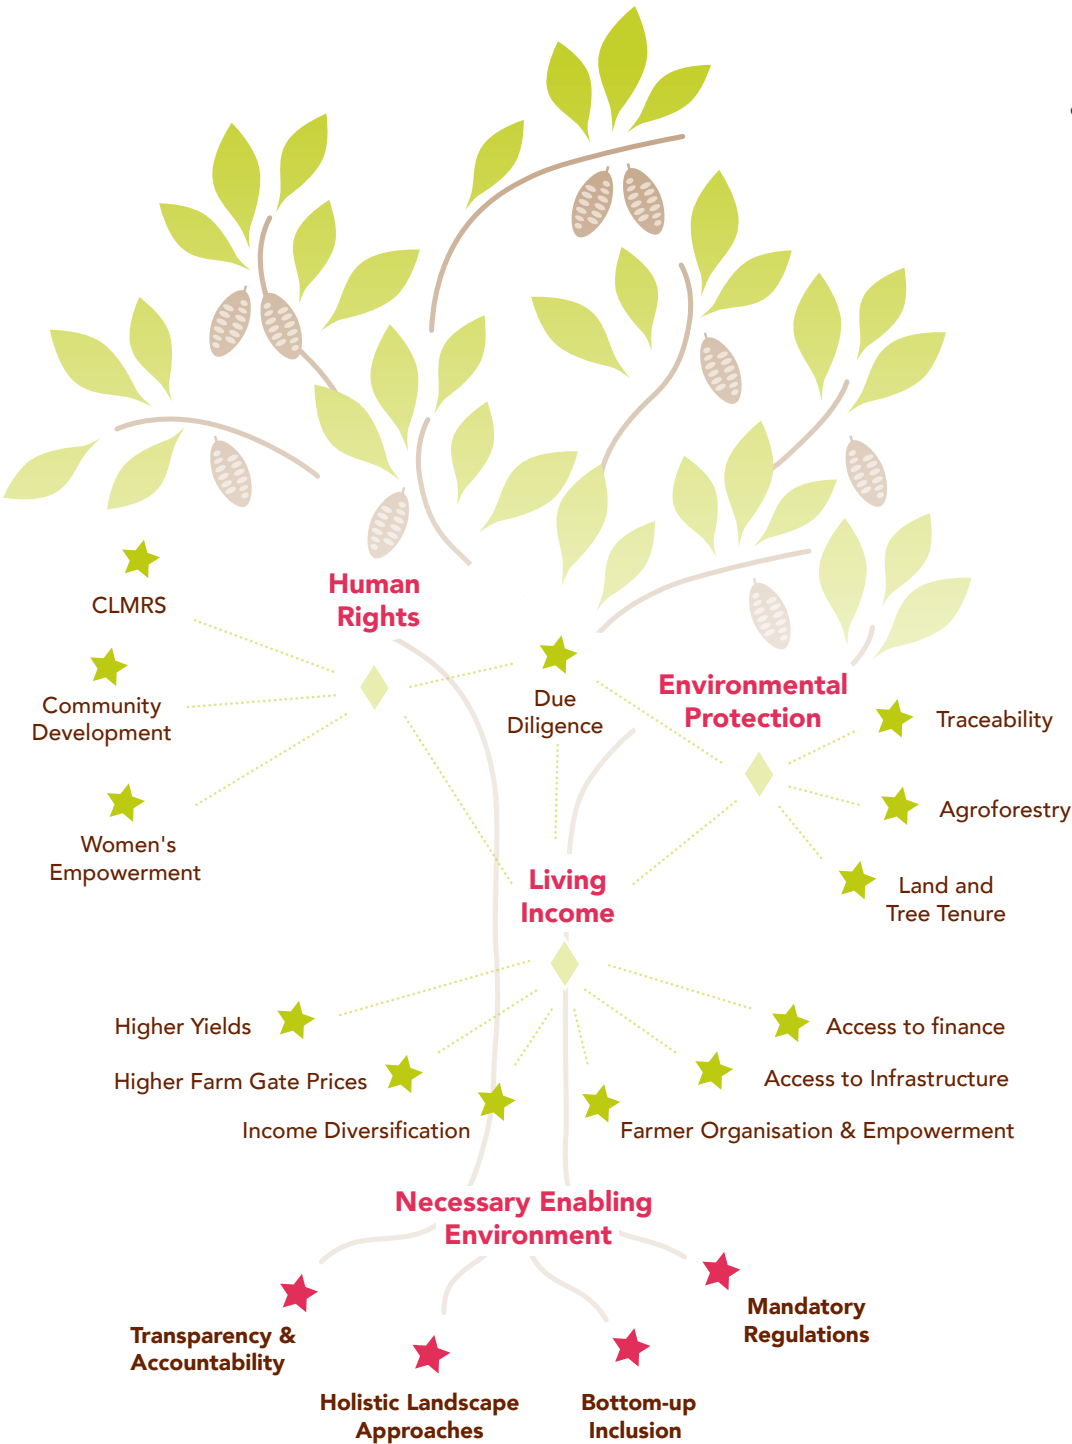 Human
Rights
CLMRS
Community
Development
Women's
Empowerment
Due
Diligence
Environmental
Protection
Traceability
Agroforestry
Land and
Tree Tenure
Living
Income
Higher Yields
Higher Farm Gate Prices
Income Diversification
Access to finance
Access to Infrastructure
Farmer Organisation & Empowerment
Necessary Enabling
Environment
Transparency &
Accountability
Holistic Landscape
Approaches
Bottom-up
Inclusion
Mandatory
Regulations